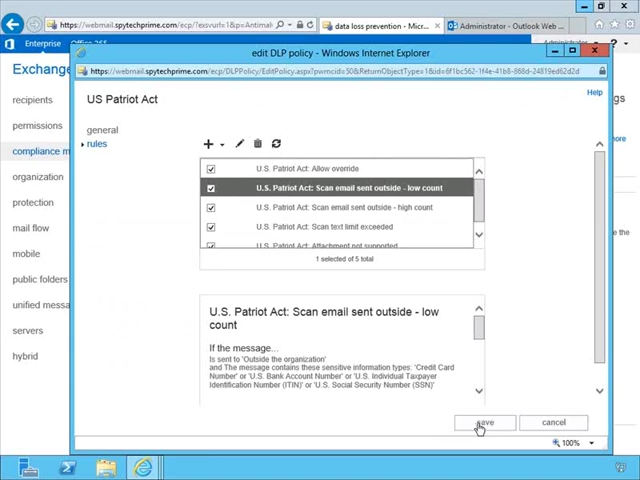 https://webmail.spytechprime.com/ecp/?exsvurl=1&p=Antimal
data loss prevention - Micr...
Administrator - Outlook Web ...
Enterprise Office 365
edit DLP policy - Windows Internet Explorer
Exchange
https://webmail.spytechprime.com/ecp/DLPPolicy/EditPolicy.aspx?pwmcid=30&ReturnObjectType=1&id=6f1bc562-1f4e-41b8-868d-24819ed62d2d
Help
US Patriot Act
recipients
permissions
compliance m
organization
protection
mail flow
mobile
public folders
unified messa
servers
hybrid
general
rules
U.S. Patriot Act: Allow override
U.S. Patriot Act: Scan email sent outside - low count
U.S. Patriot Act: Scan email sent outside - high count
U.S. Patriot Act: Scan text limit exceeded
U.S. Patriot Act: Attachment not supported
1 selected of 5 total
U.S. Patriot Act: Scan email sent outside - low
count
If the message...
Is sent to 'Outside the organization'
and The message contains these sensitive information types: 'Credit Card
Number' or 'U.S. Bank Account Number' or 'U.S. Individual Taxpayer
Identification Number (ITIN)' or 'U.S. Social Security Number (SSN)'
save
cancel
100%